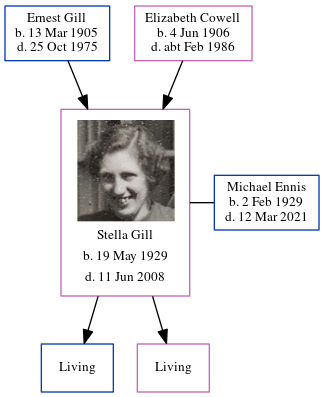 Ernest Gill
b. 13 Mar 1905
d. 25 Oct 1975
Elizabeth Cowell
b. 4 Jun 1906
d. abt Feb 1986
Stella Gill
b. 19 May 1929
d. 11 Jun 2008
Michael Ennis
b. 2 Feb 1929
d. 12 Mar 2021
Living
Living